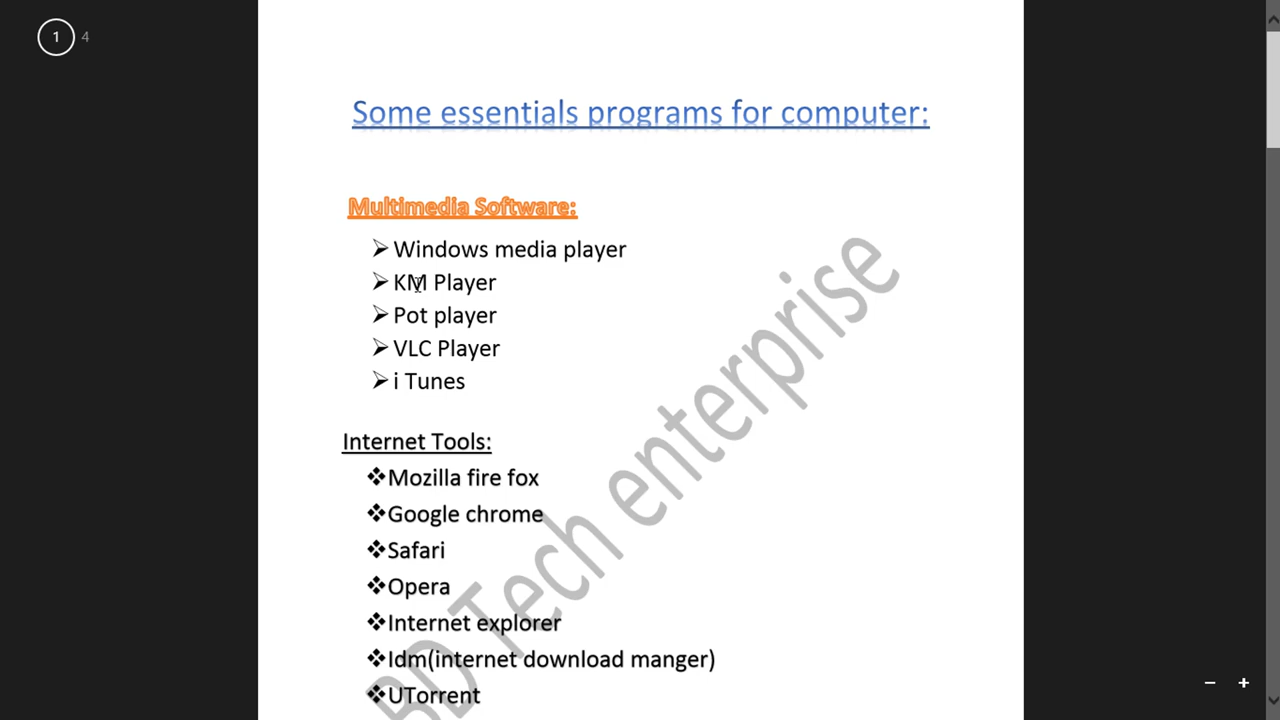 1 4
Some essentials programs for computer:
Multimedia Software:
Windows media player
KM Player
Pot player
VLC Player
i Tunes
Internet Tools:
Mozilla fire fox
Google chrome
Safari
Opera
Internet explorer
Idm(internet download manger)
UTorrent
BD Tech enterprise